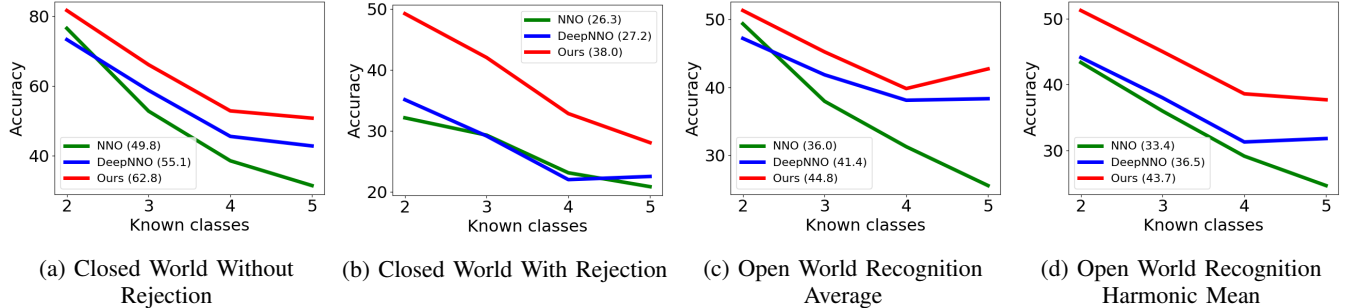 80
60
40
Accuracy
NNO (49.8)
DeepNNO (55.1)
Ours (62.8)
2 3 4 5
Known classes
(a) Closed World Without
Rejection
50
40
30
20
Accuracy
NNO (26.3)
DeepNNO (27.2)
Ours (38.0)
2 3 4 5
Known classes
(b) Closed World With Rejection
50
40
30
Accuracy
NNO (36.0)
DeepNNO (41.4)
Ours (44.8)
2 3 4 5
Known classes
(c) Open World Recognition
Average
50
40
30
Accuracy
NNO (33.4)
DeepNNO (36.5)
Ours (43.7)
2 3 4 5
Known classes
(d) Open World Recognition
Harmonic Mean